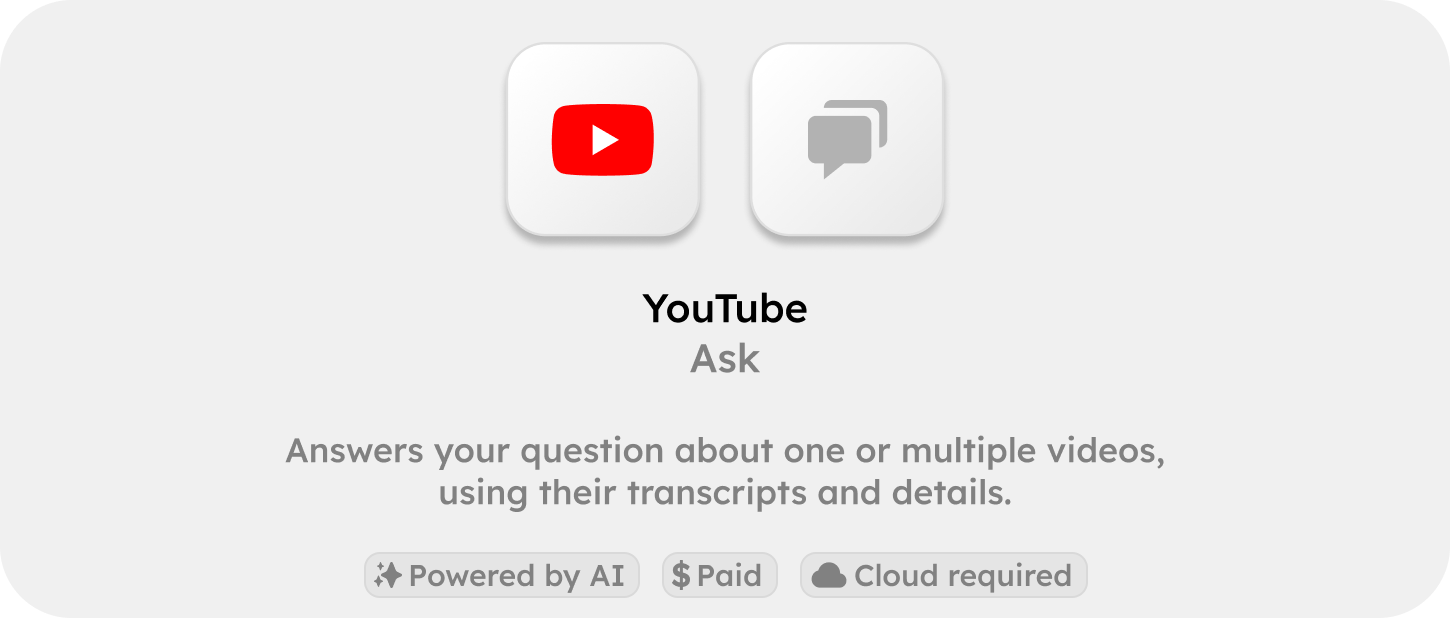 YouTube
Ask
Answers your question about one or multiple videos,
using their transcripts and details.
Powered by AI
$ Paid
Cloud required